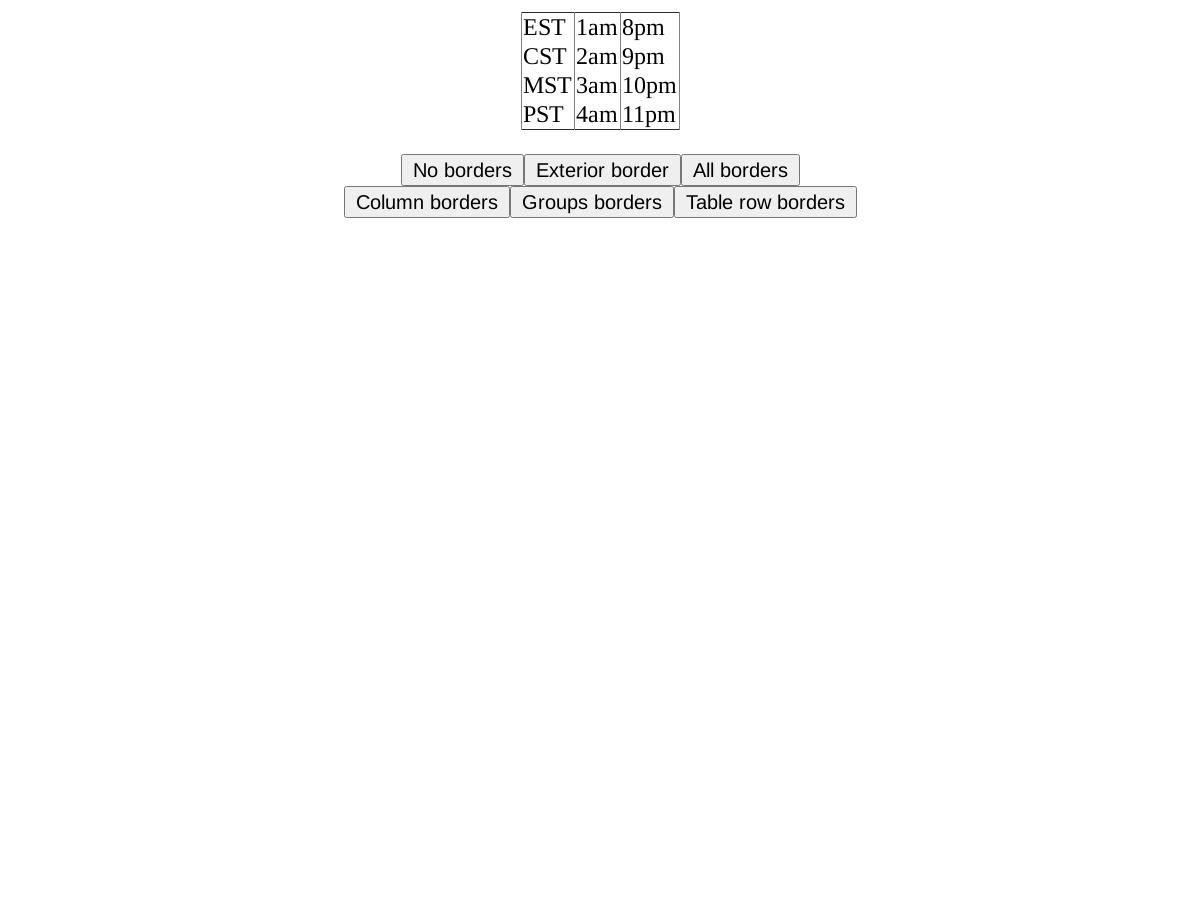 EST 1am 8pm
CST 2am 9pm
MST 3am 10pm
PST 4am 11pm
No borders Exterior border All borders
Column borders Groups borders Table row borders